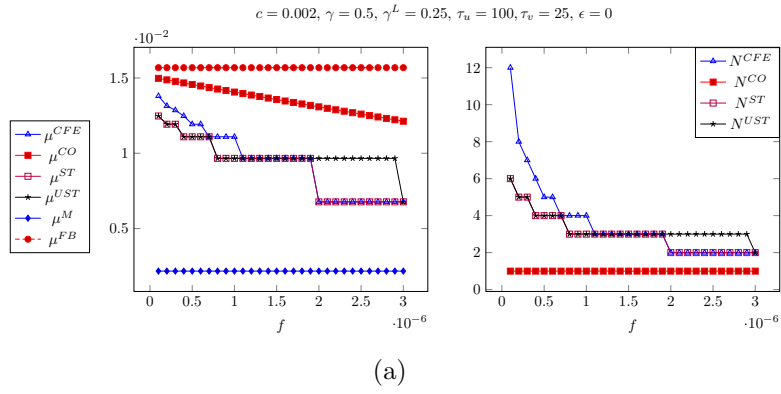 c = 0.002, γ = 0.5, γ^L = 0.25, τ_u = 100, τ_v = 25, ϵ = 0
·10^−2
1.5
1
0.5
0
0.5
1
1.5
2
2.5
3
·10^−6
f
μ^CFE
μ^CO
μ^ST
μ^UST
μ^M
μ^FB
12
10
8
6
4
2
0
0
0.5
1
1.5
2
2.5
3
·10^−6
f
N^CFE
N^CO
N^ST
N^UST
(a)